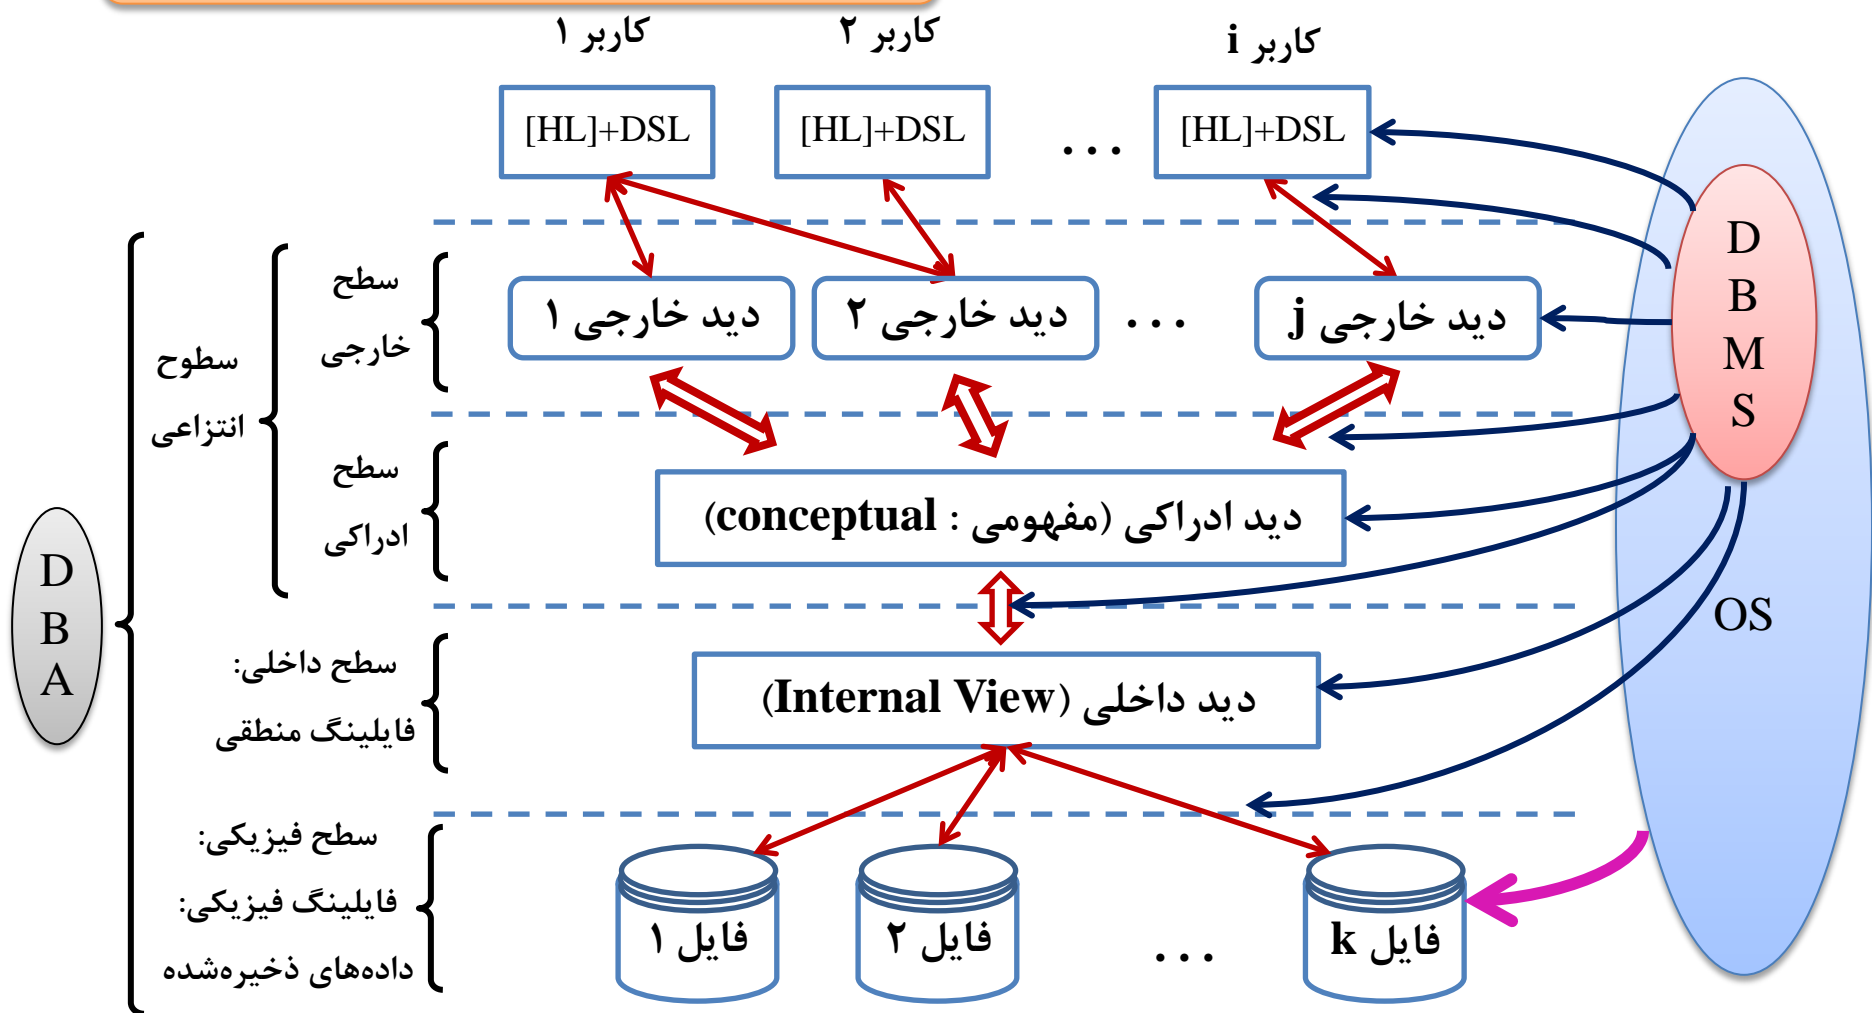 کاربر ۱
کاربر ۲
کاربر i
[HL]+DSL
[HL]+DSL
. . .
[HL]+DSL
D
B
M
S
OS
سطح
خارجی
دید خارجی ۱
دید خارجی ۲
. . .
دید خارجی j
سطوح
انتزاعی
سطح
ادراکی
دید ادراکی (مفهومی : conceptual)
D
B
A
سطح داخلی:
فایلینگ منطقی
دید داخلی (Internal View)
سطح فیزیکی:
فایلینگ فیزیکی:
داده‌های ذخیره‌شده
فایل ۱
فایل ۲
. . .
فایل k